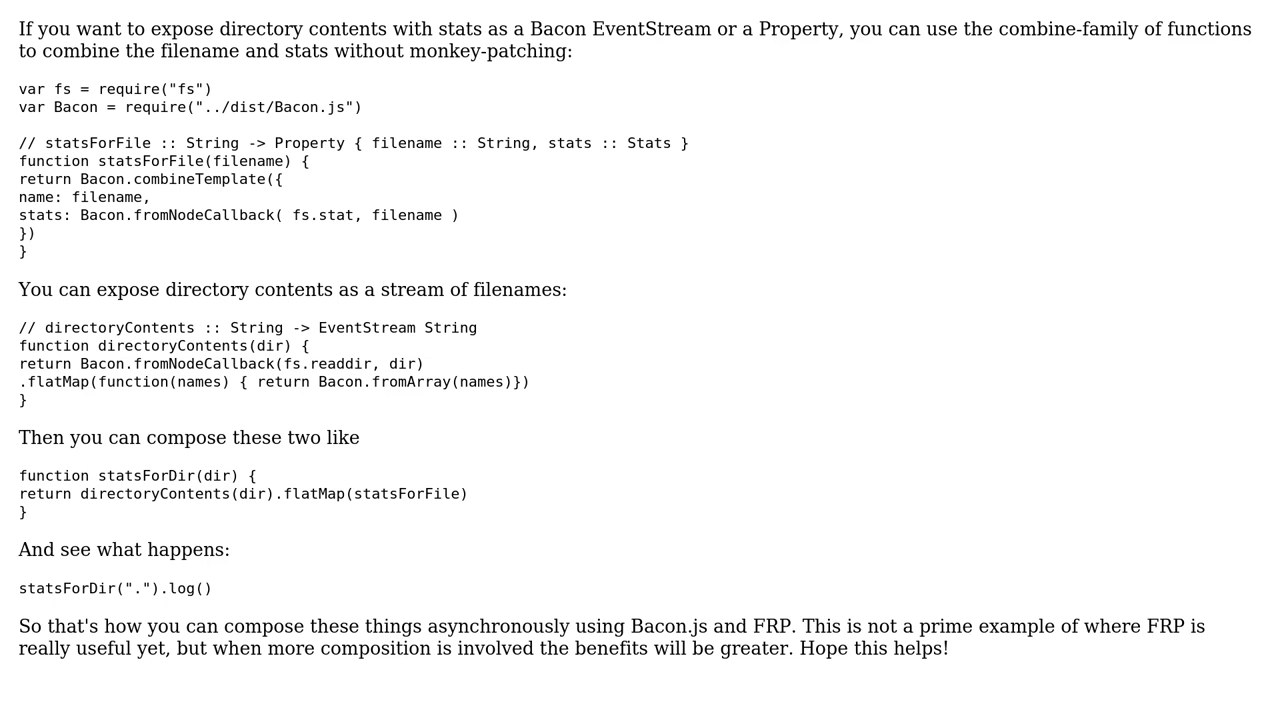 If you want to expose directory contents with stats as a Bacon EventStream or a Property, you can use the combine-family of functions
to combine the filename and stats without monkey-patching:
var fs = require("fs")
var Bacon = require("../dist/Bacon.js")
// statsForFile :: String -> Property { filename :: String, stats :: Stats }
function statsForFile(filename) {
return Bacon.combineTemplate({
name: filename,
stats: Bacon.fromNodeCallback( fs.stat, filename )
})
}
You can expose directory contents as a stream of filenames:
// directoryContents :: String -> EventStream String
function directoryContents(dir) {
return Bacon.fromNodeCallback(fs.readdir, dir)
.flatMap(function(names) { return Bacon.fromArray(names)})
}
Then you can compose these two like
function statsForDir(dir) {
return directoryContents(dir).flatMap(statsForFile)
}
And see what happens:
statsForDir(".").log()
So that's how you can compose these things asynchronously using Bacon.js and FRP. This is not a prime example of where FRP is
really useful yet, but when more composition is involved the benefits will be greater. Hope this helps!